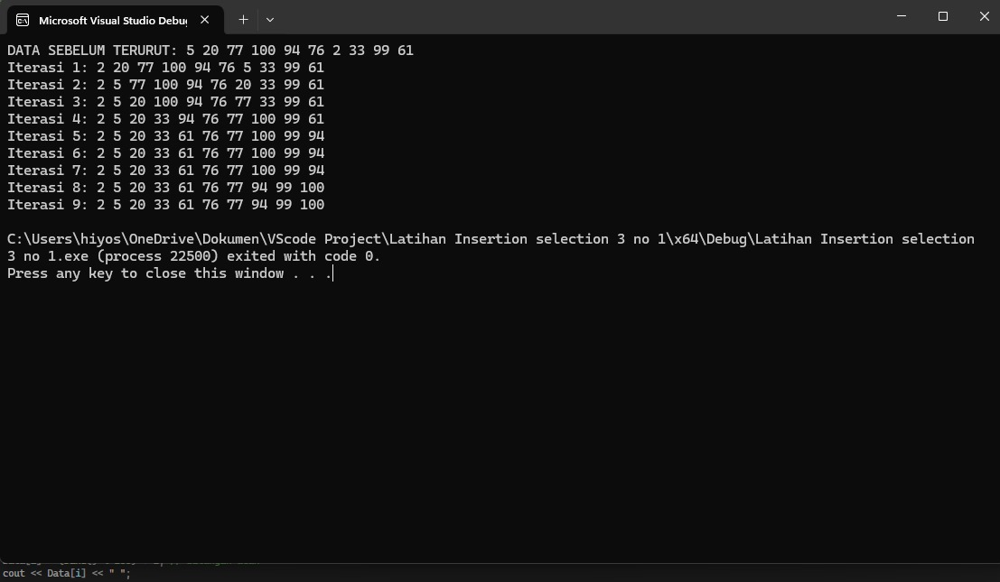 Microsoft Visual Studio Debug
DATA SEBELUM TERURUT: 5 20 77 100 94 76 2 33 99 61
Iterasi 1: 2 20 77 100 94 76 5 33 99 61
Iterasi 2: 2 5 77 100 94 76 20 33 99 61
Iterasi 3: 2 5 20 100 94 76 77 33 99 61
Iterasi 4: 2 5 20 33 94 76 77 100 99 61
Iterasi 5: 2 5 20 33 61 76 77 100 99 94
Iterasi 6: 2 5 20 33 61 76 77 100 99 94
Iterasi 7: 2 5 20 33 61 76 77 100 99 94
Iterasi 8: 2 5 20 33 61 76 77 94 99 100
Iterasi 9: 2 5 20 33 61 76 77 94 99 100
C:\Users\hiyos\OneDrive\Dokumen\VScode Project\Latihan Insertion selection 3 no 1\x64\Debug\Latihan Insertion selection
3 no 1.exe (process 22500) exited with code 0.
Press any key to close this window . . .
cout << Data[i] << " ";